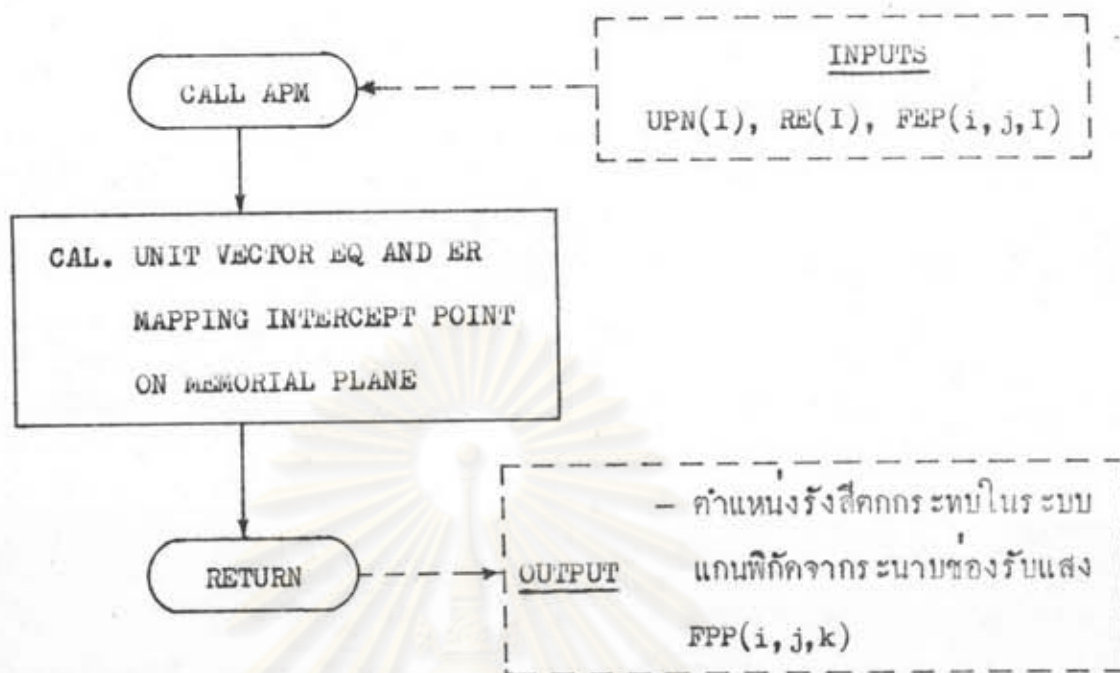 INPUTS
CALL APM
UPN(I), RE(I), FEP(i,j,I)
CAL. UNIT VECTOR EQ AND ER
MAPPING INTERCEPT POINT
ON MEMORIAL PLANE
- ตำแหน่งรังสีตกกระทบในระบบ
RETURN
OUTPUT
แกนพิกัดจากระนาบช่องรับแสง
FPP(i,j,k)